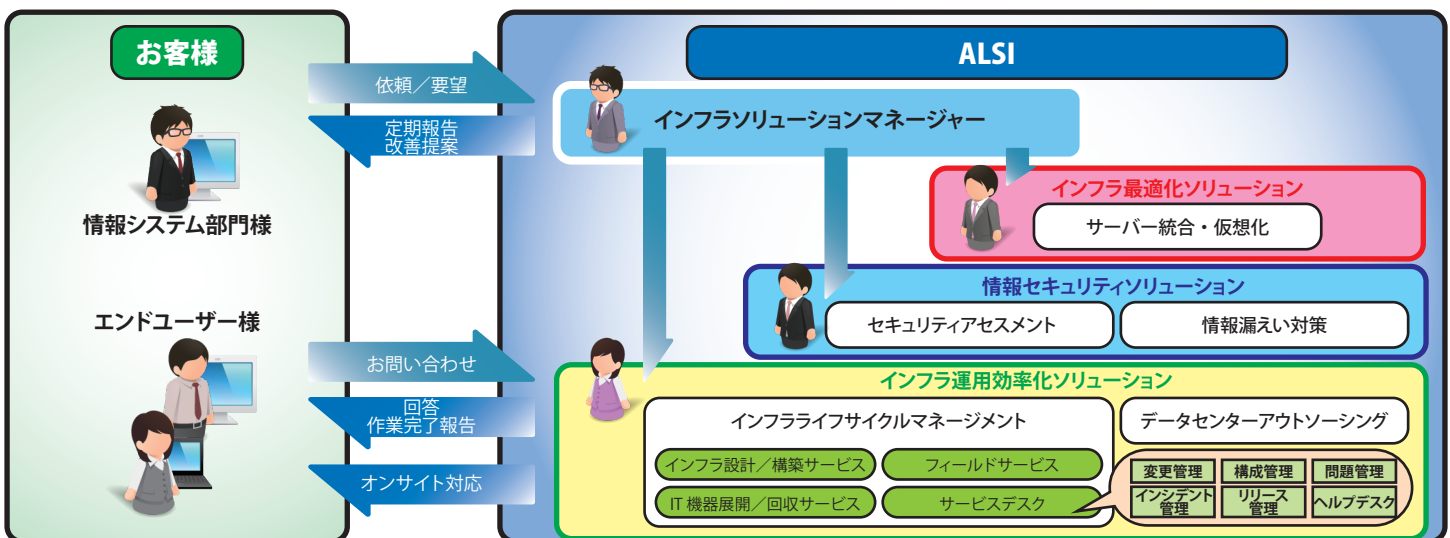 お客様
情報システム部門様
エンドユーザー様
依頼／要望
定期報告
改善提案
お問い合わせ
回答
作業完了報告
オンサイト対応
ALSI
インフラソリューションマネージャー
インフラ最適化ソリューション
サーバー統合・仮想化
情報セキュリティソリューション
セキュリティアセスメント
情報漏えい対策
インフラ運用効率化ソリューション
インフラライフサイクルマネージメント
データセンターアウトソーシング
インフラ設計／構築サービス
フィールドサービス
IT 機器展開／回収サービス
サービスデスク
変更管理
構成管理
問題管理
インシデント
管理
リリース
管理
ヘルプデスク